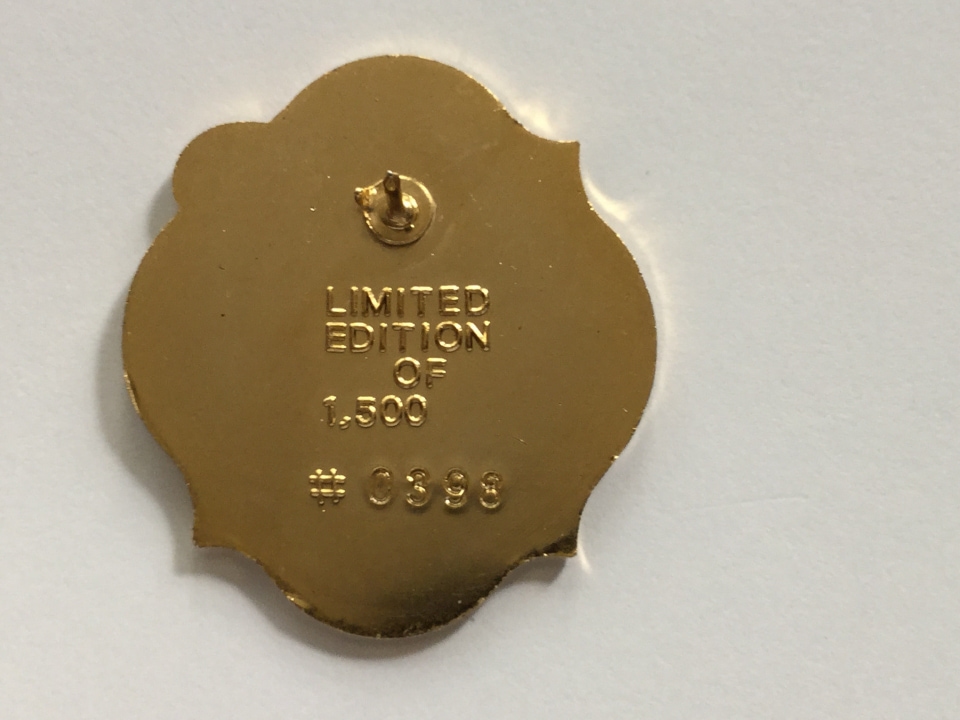 LIMITED
EDITION
OF
1,500
# 0398